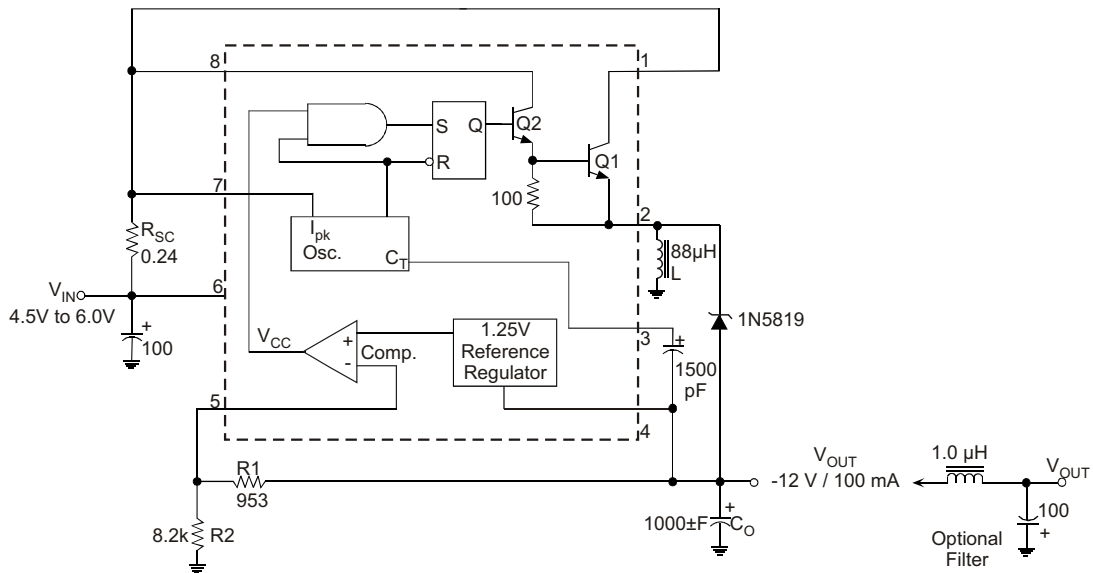 8
1
S
Q
Q2
R
Q1
100
7
2
I pk
Osc.
C T
R SC
0.24
88µH
L
V IN
4.5V to 6.0V
6
+
100
1N5819
V CC
+
-
Comp.
1.25V
Reference
Regulator
3
+
1500
pF
5
4
R1
953
V OUT
-12 V / 100 mA
1.0 µH
V OUT
8.2k
R2
1000±F
+
C O
100
+
Optional
Filter